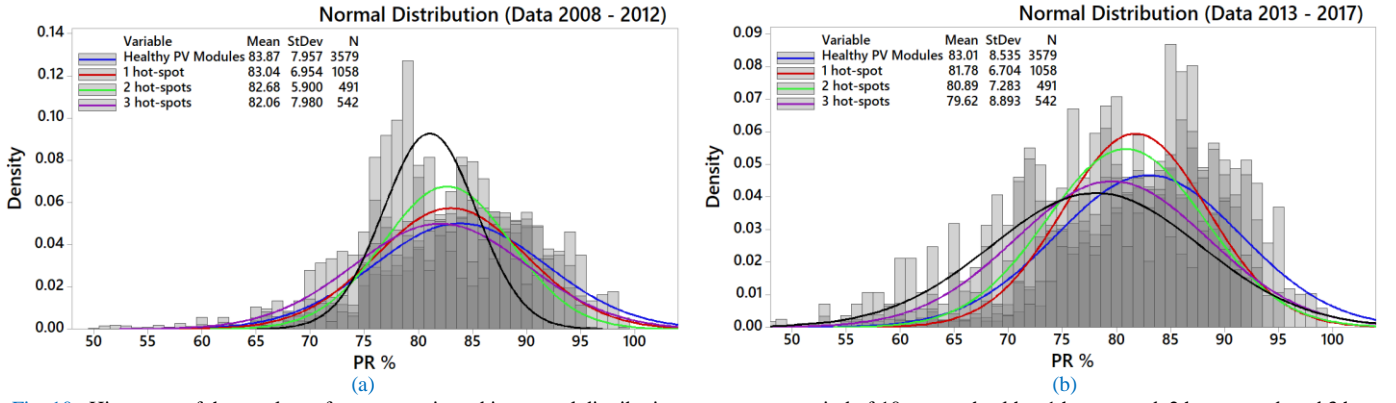 Normal Distribution (Data 2008 - 2012)
Variable Mean StDev N
Healthy PV Modules 83.87 7.957 3579
1 hot-spot 83.04 6.954 1058
2 hot-spots 82.68 5.900 491
3 hot-spots 82.06 7.980 542
Density
0.14
0.12
0.10
0.08
0.06
0.04
0.02
0.00
50 55 60 65 70 75 80 85 90 95 100
PR %
(a)
Normal Distribution (Data 2013 - 2017)
Variable Mean StDev N
Healthy PV Modules 83.01 8.535 3579
1 hot-spot 81.78 6.704 1058
2 hot-spots 80.89 7.283 491
3 hot-spots 79.62 8.893 542
Density
0.09
0.08
0.07
0.06
0.05
0.04
0.03
0.02
0.01
0.00
50 55 60 65 70 75 80 85 90 95 100
PR %
(b)